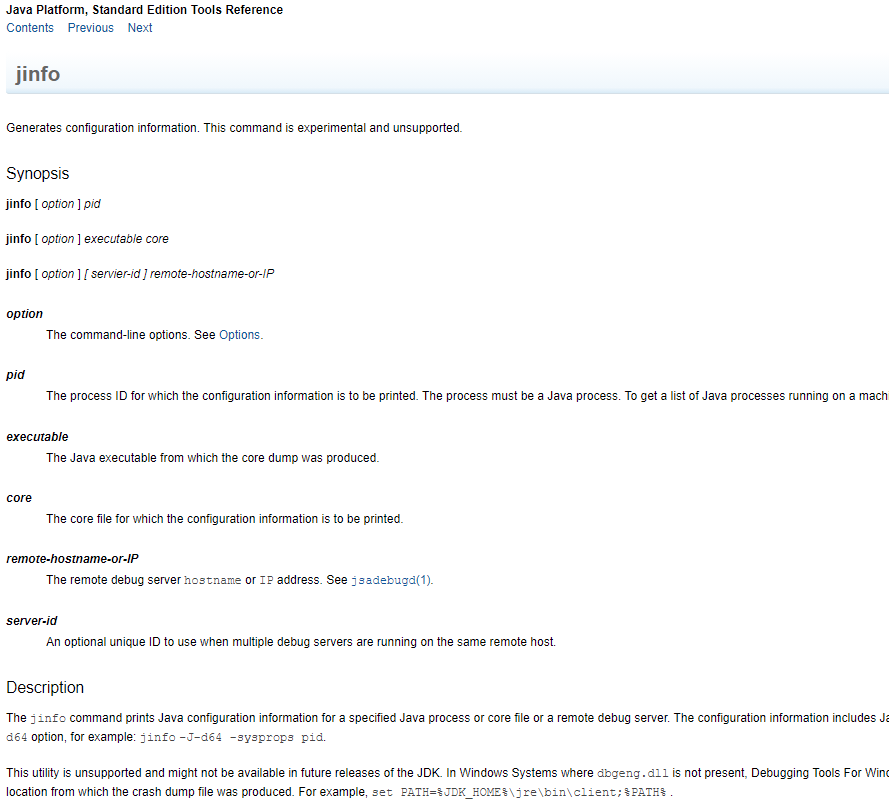 Java Platform, Standard Edition Tools Reference
Contents Previous Next
jinfo
Generates configuration information. This command is experimental and unsupported.
Synopsis
jinfo [ option ] pid
jinfo [ option ] executable core
jinfo [ option ] [ servier-id ] remote-hostname-or-IP
option
The command-line options. See Options.
pid
The process ID for which the configuration information is to be printed. The process must be a Java process. To get a list of Java processes running on a machi
executable
The Java executable from which the core dump was produced.
core
The core file for which the configuration information is to be printed.
remote-hostname-or-IP
The remote debug server hostname or IP address. See jsadebugd(1).
server-id
An optional unique ID to use when multiple debug servers are running on the same remote host.
Description
The jinfo command prints Java configuration information for a specified Java process or core file or a remote debug server. The configuration information includes Ja
d64 option, for example: jinfo -J-d64 -sysprops pid.
This utility is unsupported and might not be available in future releases of the JDK. In Windows Systems where dbgeng.dll is not present, Debugging Tools For Wind
location from which the crash dump file was produced. For example, set PATH=%JDK_HOME%\jre\bin\client;%PATH% .